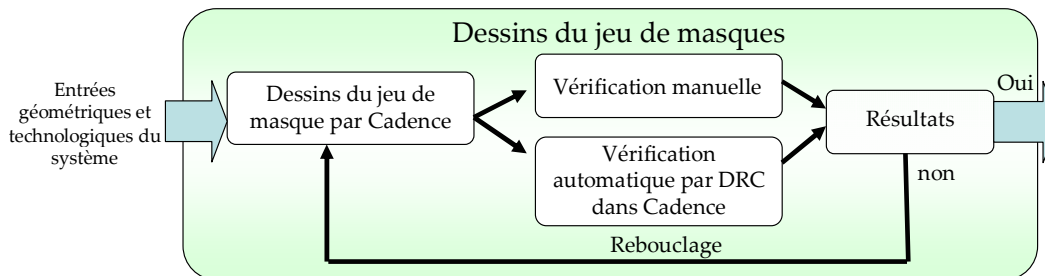 Dessins du jeu de masques
Entrées
géométriques et
technologiques du
système
Dessins du jeu de
masque par Cadence
Vérification manuelle
Vérification
automatique par DRC
dans Cadence
Résultats
Oui
non
Rebouclage